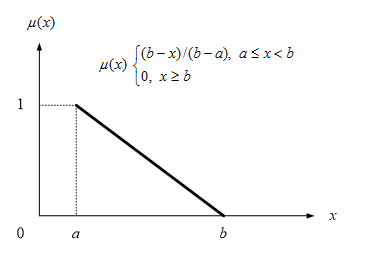 μ(x)
μ(x) { (b − x)/(b − a), a ≤ x < b
0, x ≥ b
1
x
0 a b